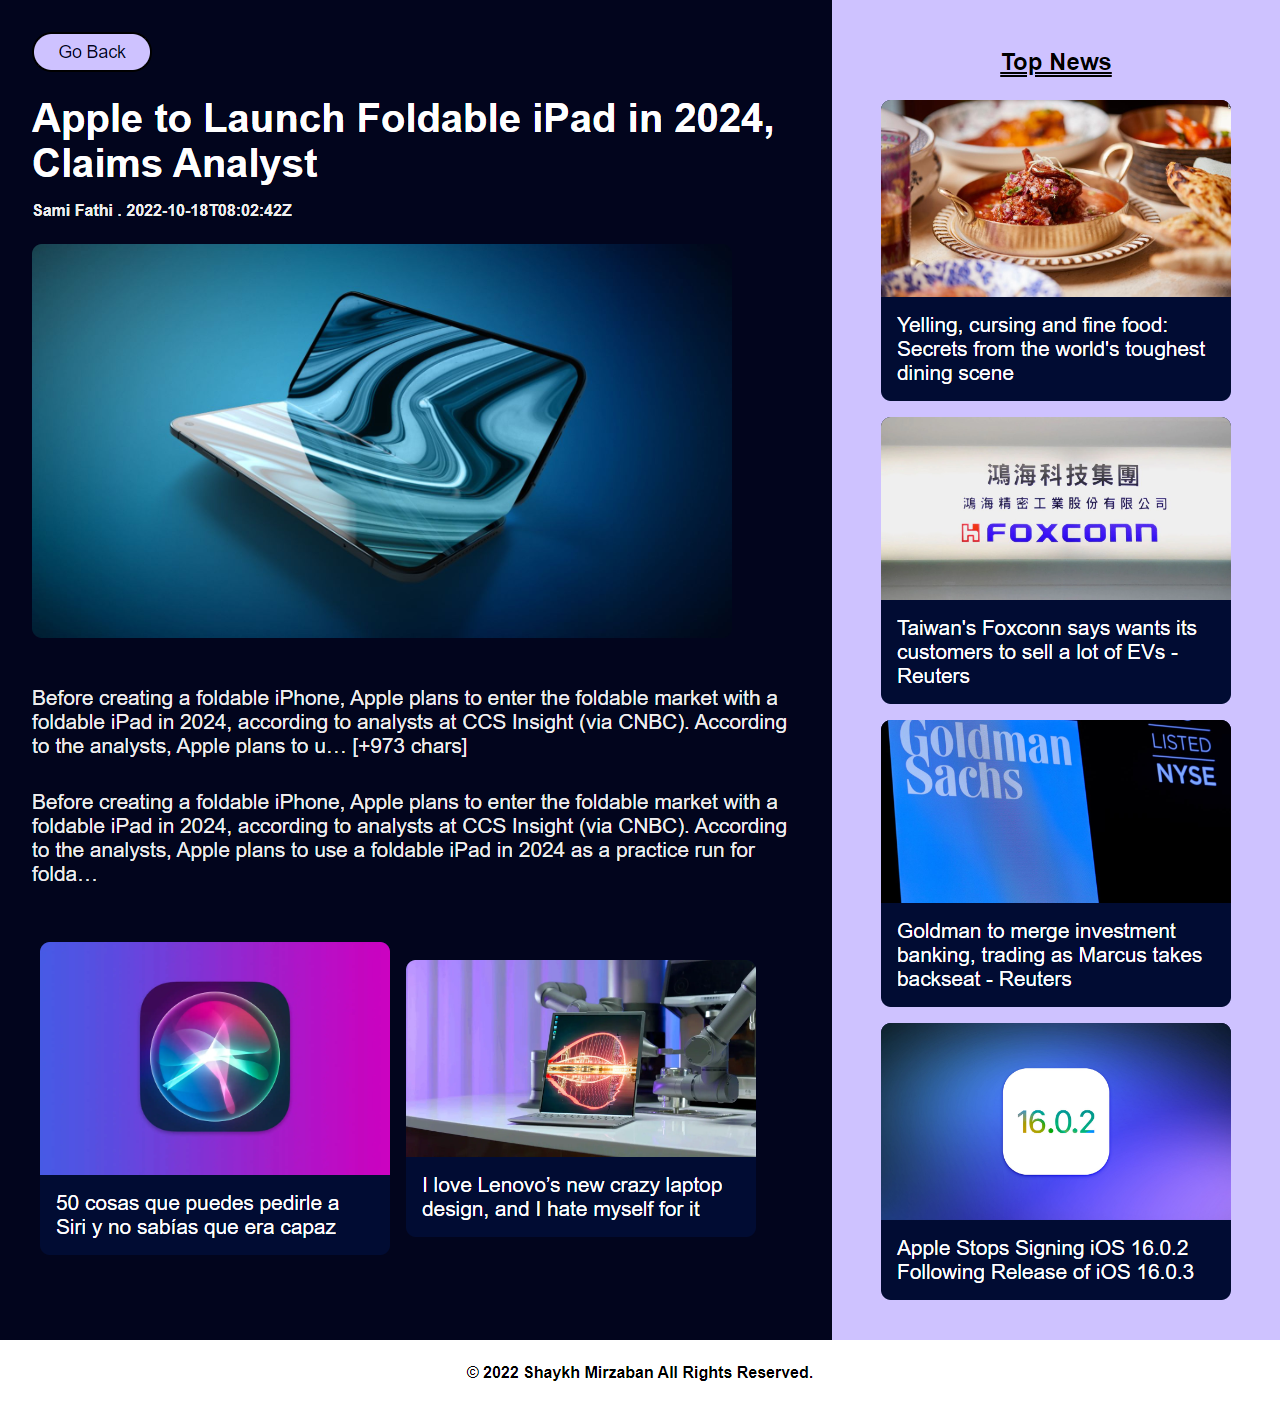 Go Back
Apple to Launch Foldable iPad in 2024,
Claims Analyst
Sami Fathi . 2022-10-18T08:02:42Z
Before creating a foldable iPhone, Apple plans to enter the foldable market with a
foldable iPad in 2024, according to analysts at CCS Insight (via CNBC). According
to the analysts, Apple plans to u… [+973 chars]
Before creating a foldable iPhone, Apple plans to enter the foldable market with a
foldable iPad in 2024, according to analysts at CCS Insight (via CNBC). According
to the analysts, Apple plans to use a foldable iPad in 2024 as a practice run for
folda…
50 cosas que puedes pedirle a
Siri y no sabías que era capaz
I love Lenovo’s new crazy laptop
design, and I hate myself for it
Top News
Yelling, cursing and fine food:
Secrets from the world's toughest
dining scene
鴻海科技集團
鴻海精密工業股份有限公司
FOXCONN
Taiwan's Foxconn says wants its
customers to sell a lot of EVs -
Reuters
Goldman
Sachs
LISTED
NYSE
Goldman to merge investment
banking, trading as Marcus takes
backseat - Reuters
16.0.2
Apple Stops Signing iOS 16.0.2
Following Release of iOS 16.0.3
© 2022 Shaykh Mirzaban All Rights Reserved.